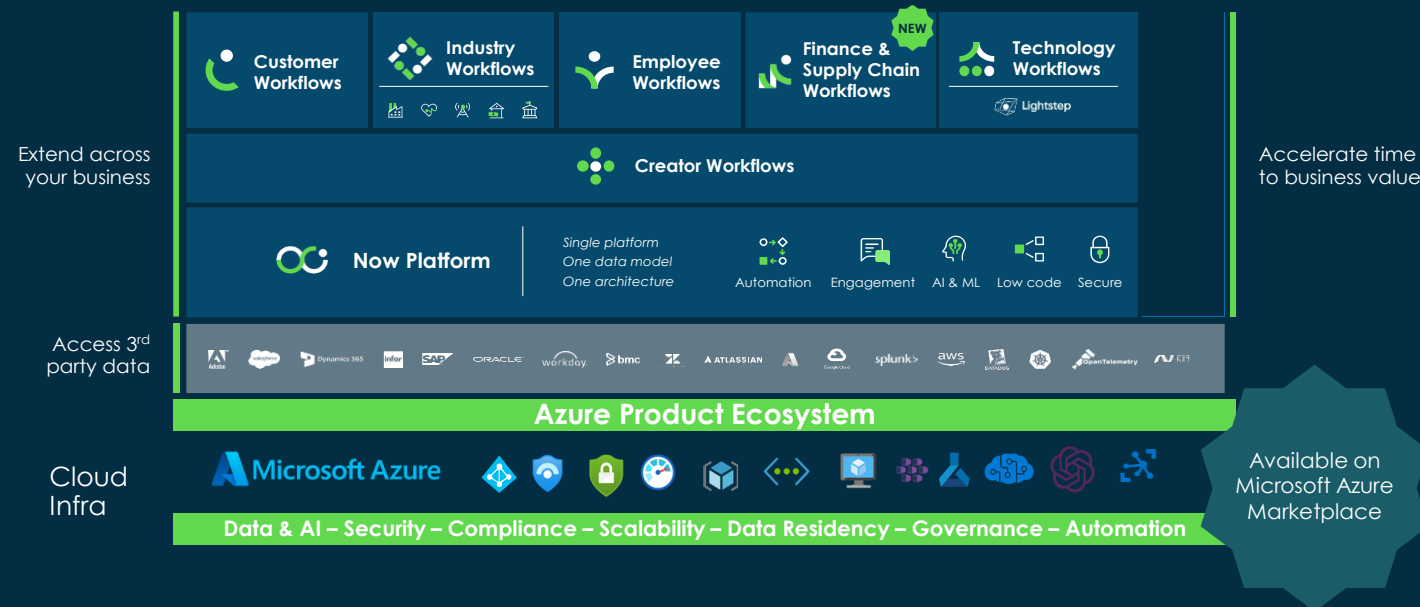 NEW
Customer
Workflows
Industry
Workflows
Employee
Workflows
Finance &
Supply Chain
Workflows
Technology
Workflows
Lightstep
Extend across
your business
Creator Workflows
Accelerate time
to business value
Now Platform
Single platform
One data model
One architecture
Automation
Engagement
AI & ML
Low code
Secure
Access 3rd
party data
Adobe
salesforce
Dynamics 365
infor
SAP
ORACLE
workday.
bmc
ATLASSIAN
Google Cloud
splunk>
aws
DATADOG
OpenTelemetry
Azure Product Ecosystem
Cloud
Infra
Microsoft Azure
Available on
Microsoft Azure
Marketplace
Data & AI – Security – Compliance – Scalability – Data Residency – Governance – Automation